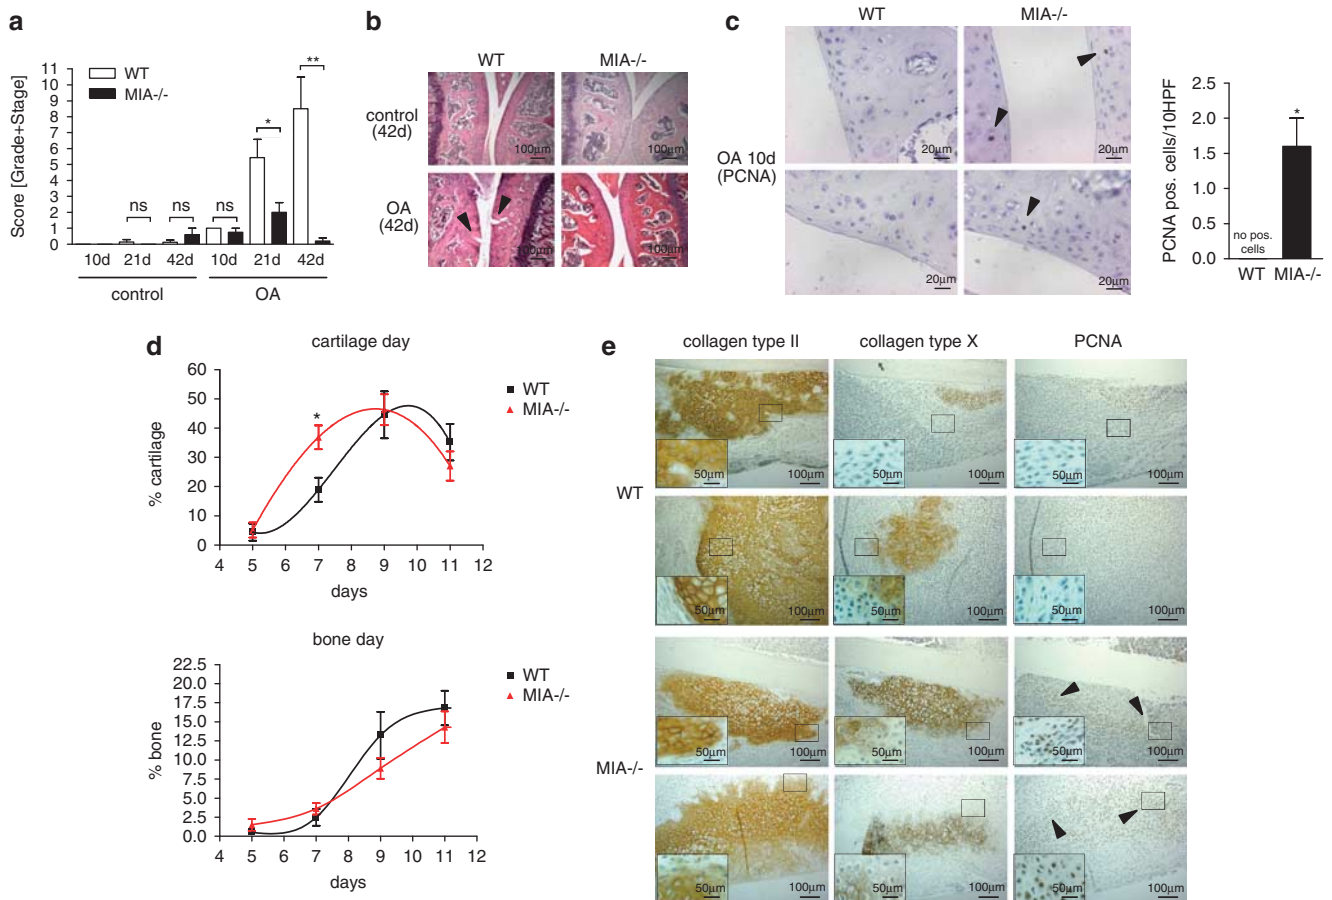 a
Score [Grade+Stage]
11
10
9
8
7
6
5
4
3
2
1
0
WT
MIA-/-
ns
ns
ns
*
**
10d 21d 42d 10d 21d 42d
control OA
b
WT MIA-/-
control
(42d)
100µm 100µm
OA
(42d)
100µm 100µm
c
WT MIA-/-
OA 10d
(PCNA)
20µm 20µm
20µm 20µm
PCNA pos. cells/10HPF
2.5
2.0
1.5
1.0
0.5
0.0
*
no pos.
cells
WT MIA-/-
d
cartilage day
% cartilage
60
50
40
30
20
10
0
*
WT
MIA-/-
4 5 6 7 8 9 10 11 12
days
bone day
% bone
22.5
20.0
17.5
15.0
12.5
10.0
7.5
5.0
2.5
0.0
WT
MIA-/-
4 5 6 7 8 9 10 11 12
days
e
collagen type II collagen type X PCNA
WT
50µm 100µm 50µm 100µm 50µm 100µm
50µm 100µm 50µm 100µm 50µm 100µm
MIA-/-
50µm 100µm 50µm 100µm 50µm 100µm
50µm 100µm 50µm 100µm 50µm 100µm